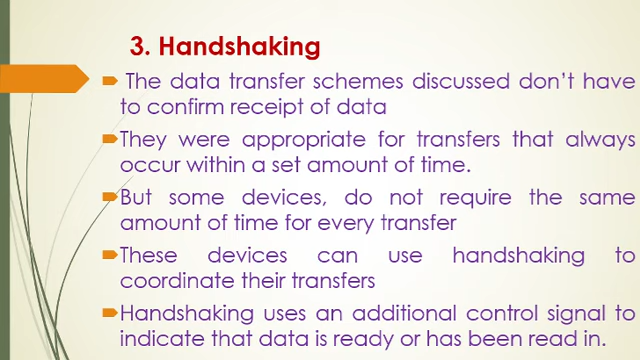 3. Handshaking
The data transfer schemes discussed don't have
to confirm receipt of data
They were appropriate for transfers that always
occur within a set amount of time.
But some devices, do not require the same
amount of time for every transfer
These devices can use handshaking to
coordinate their transfers
Handshaking uses an additional control signal to
indicate that data is ready or has been read in.